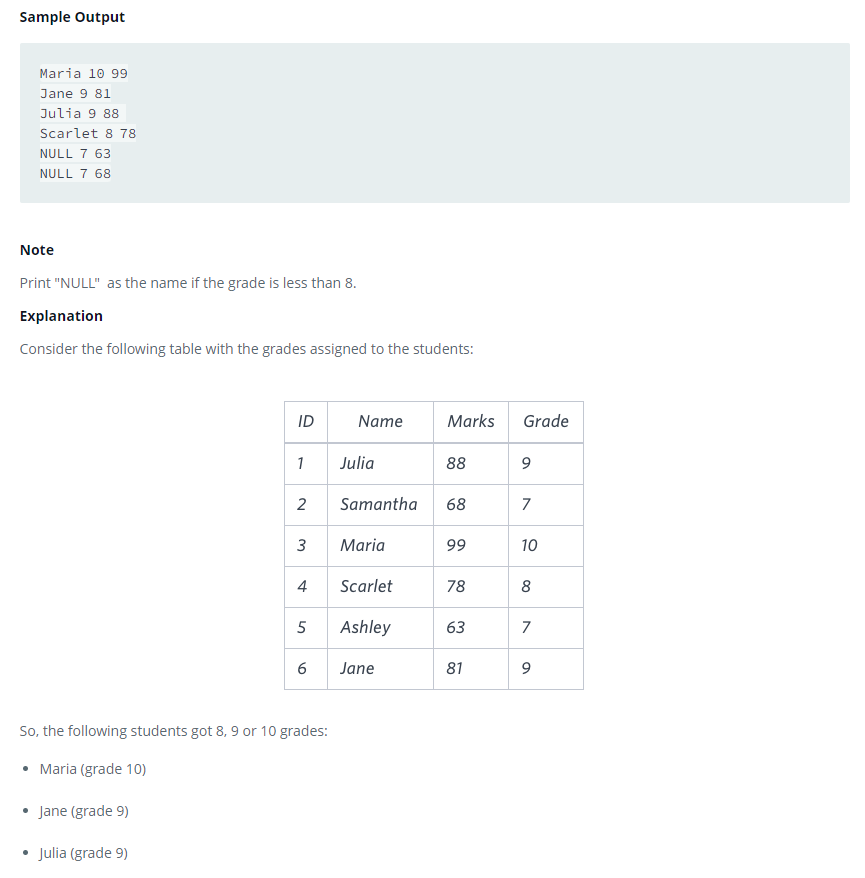 Sample Output
Maria 10 99
Jane 9 81
Julia 9 88
Scarlet 8 78
NULL 7 63
NULL 7 68
Note
Print "NULL"  as the name if the grade is less than 8.
Explanation
Consider the following table with the grades assigned to the students:
ID Name Marks Grade
1 Julia 88 9
2 Samantha 68 7
3 Maria 99 10
4 Scarlet 78 8
5 Ashley 63 7
6 Jane 81 9
So, the following students got 8, 9 or 10 grades:
• Maria (grade 10)
• Jane (grade 9)
• Julia (grade 9)